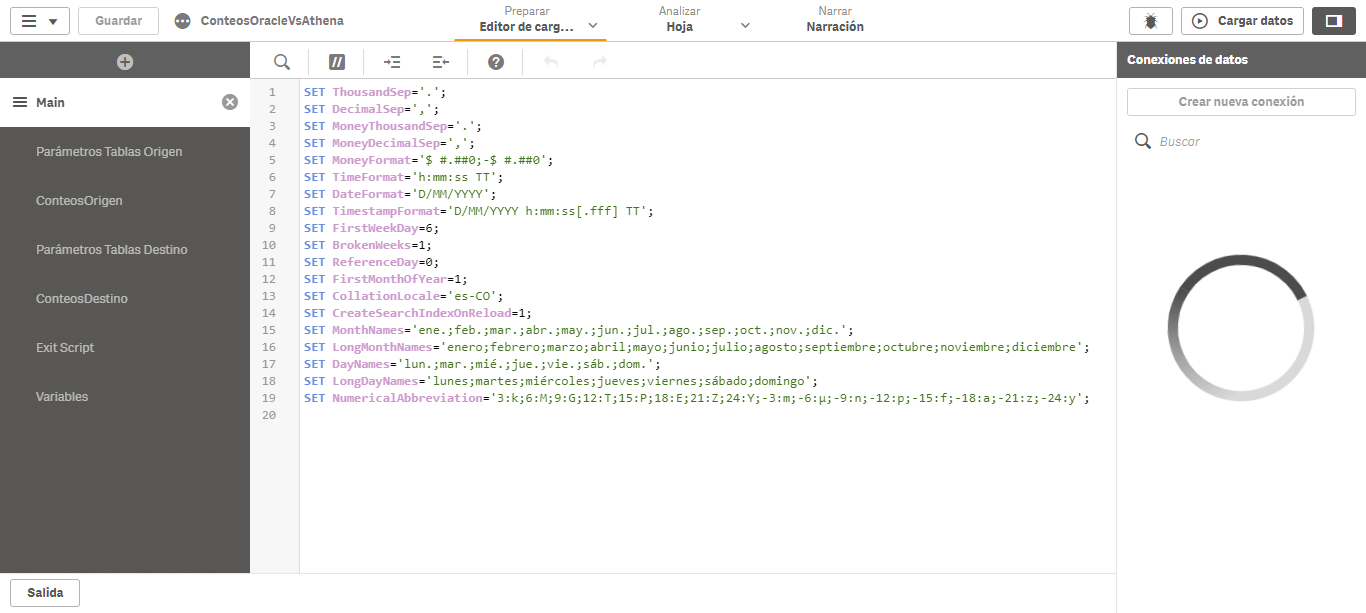 Guardar
ConteosOracleVsAthena
Preparar
Editor de carg...
Analizar
Hoja
Narrar
Narración
Cargar datos
Main
Parámetros Tablas Origen
ConteosOrigen
Parámetros Tablas Destino
ConteosDestino
Exit Script
Variables
1 SET ThousandSep='.';
2 SET DecimalSep=',';
3 SET MoneyThousandSep='.';
4 SET MoneyDecimalSep=',';
5 SET MoneyFormat='$ #.##0;-$ #.##0';
6 SET TimeFormat='h:mm:ss TT';
7 SET DateFormat='D/MM/YYYY';
8 SET TimestampFormat='D/MM/YYYY h:mm:ss[.fff] TT';
9 SET FirstWeekDay=6;
10 SET BrokenWeeks=1;
11 SET ReferenceDay=0;
12 SET FirstMonthOfYear=1;
13 SET CollationLocale='es-CO';
14 SET CreateSearchIndexOnReload=1;
15 SET MonthNames='ene.;feb.;mar.;abr.;may.;jun.;jul.;ago.;sep.;oct.;nov.;dic.';
16 SET LongMonthNames='enero;febrero;marzo;abril;mayo;junio;julio;agosto;septiembre;octubre;noviembre;diciembre';
17 SET DayNames='lun.;mar.;mié.;jue.;vie.;sáb.;dom.';
18 SET LongDayNames='lunes;martes;miércoles;jueves;viernes;sábado;domingo';
19 SET NumericalAbbreviation='3:k;6:M;9:G;12:T;15:P;18:E;21:Z;24:Y;-3:m;-6:μ;-9:n;-12:p;-15:f;-18:a;-21:z;-24:y';
20
Conexiones de datos
Crear nueva conexión
Buscar
Salida